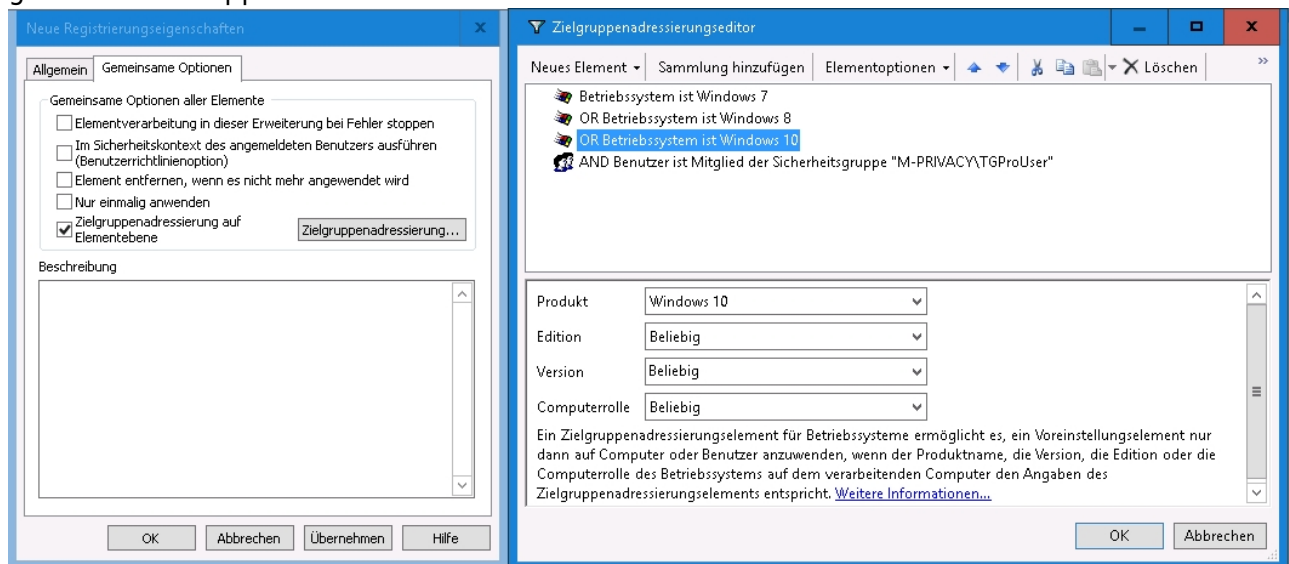 Neue Registrierungseigenschaften
Allgemein Gemeinsame Optionen
Gemeinsame Optionen aller Elemente
Elementverarbeitung in dieser Erweiterung bei Fehler stoppen
Im Sicherheitskontext des angemeldeten Benutzers ausführen
(Benutzerrichtlinienoption)
Element entfernen, wenn es nicht mehr angewendet wird
Nur einmalig anwenden
Zielgruppenadressierung auf
Elementebene
Zielgruppenadressierung...
Beschreibung
OK Abbrechen Übernehmen Hilfe
Zielgruppenadressierungseditor
Neues Element Sammlung hinzufügen Elementoptionen Löschen
Betriebssystem ist Windows 7
OR Betriebssystem ist Windows 8
OR Betriebssystem ist Windows 10
AND Benutzer ist Mitglied der Sicherheitsgruppe "M-PRIVACY\TGProUser"
Produkt Windows 10
Edition Beliebig
Version Beliebig
Computerrolle Beliebig
Ein Zielgruppenadressierungselement für Betriebssysteme ermöglicht es, ein Voreinstellungselement nur
dann auf Computer oder Benutzer anzuwenden, wenn der Produktname, die Version, die Edition oder die
Computerrolle des Betriebssystems auf dem verarbeitenden Computer den Angaben des
Zielgruppenadressierungselements entspricht. Weitere Informationen...
OK Abbrechen